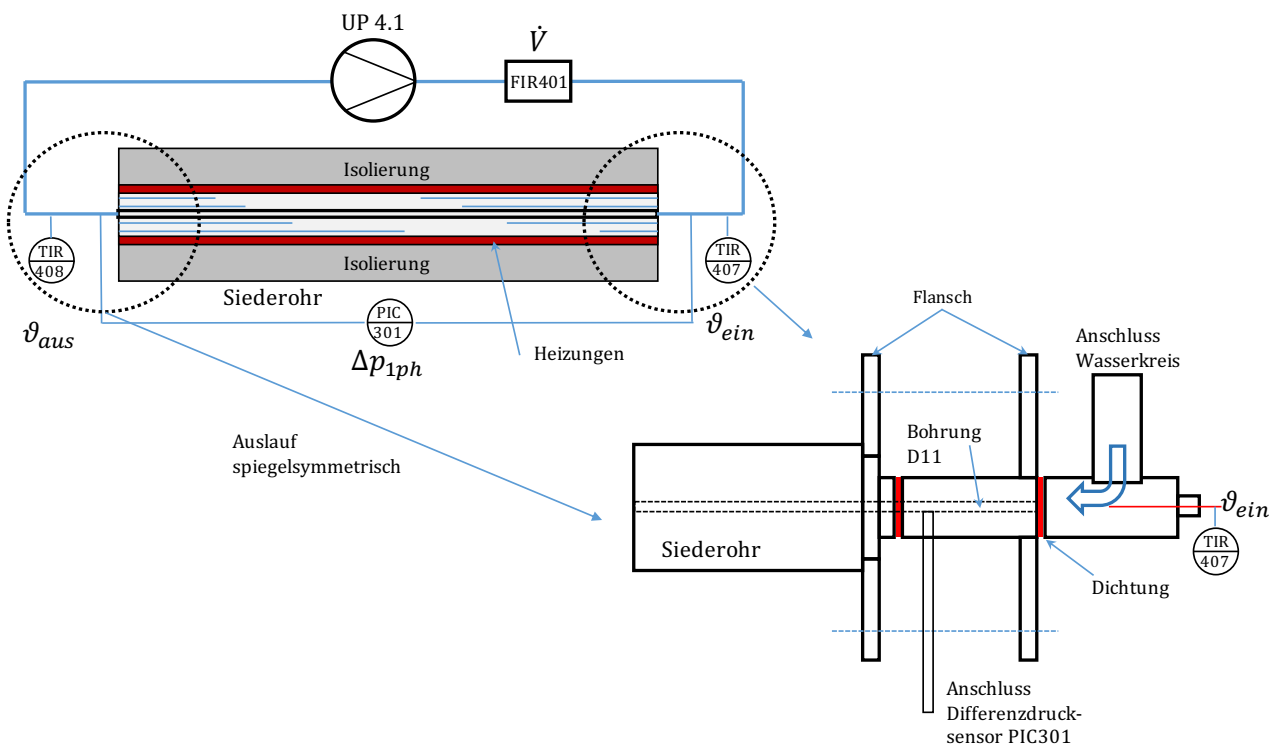 UP 4.1
V̇
FIR401
Isolierung
TIR
408
TIR
407
Isolierung
Siederohr
PIC
301
ϑaus
ϑein
Δp1ph
Heizungen
Flansch
Anschluss
Wasserkreis
Auslauf
spiegelsymmetrisch
Bohrung
D11
ϑein
Siederohr
TIR
407
Dichtung
Anschluss
Differenzdruck-
sensor PIC301